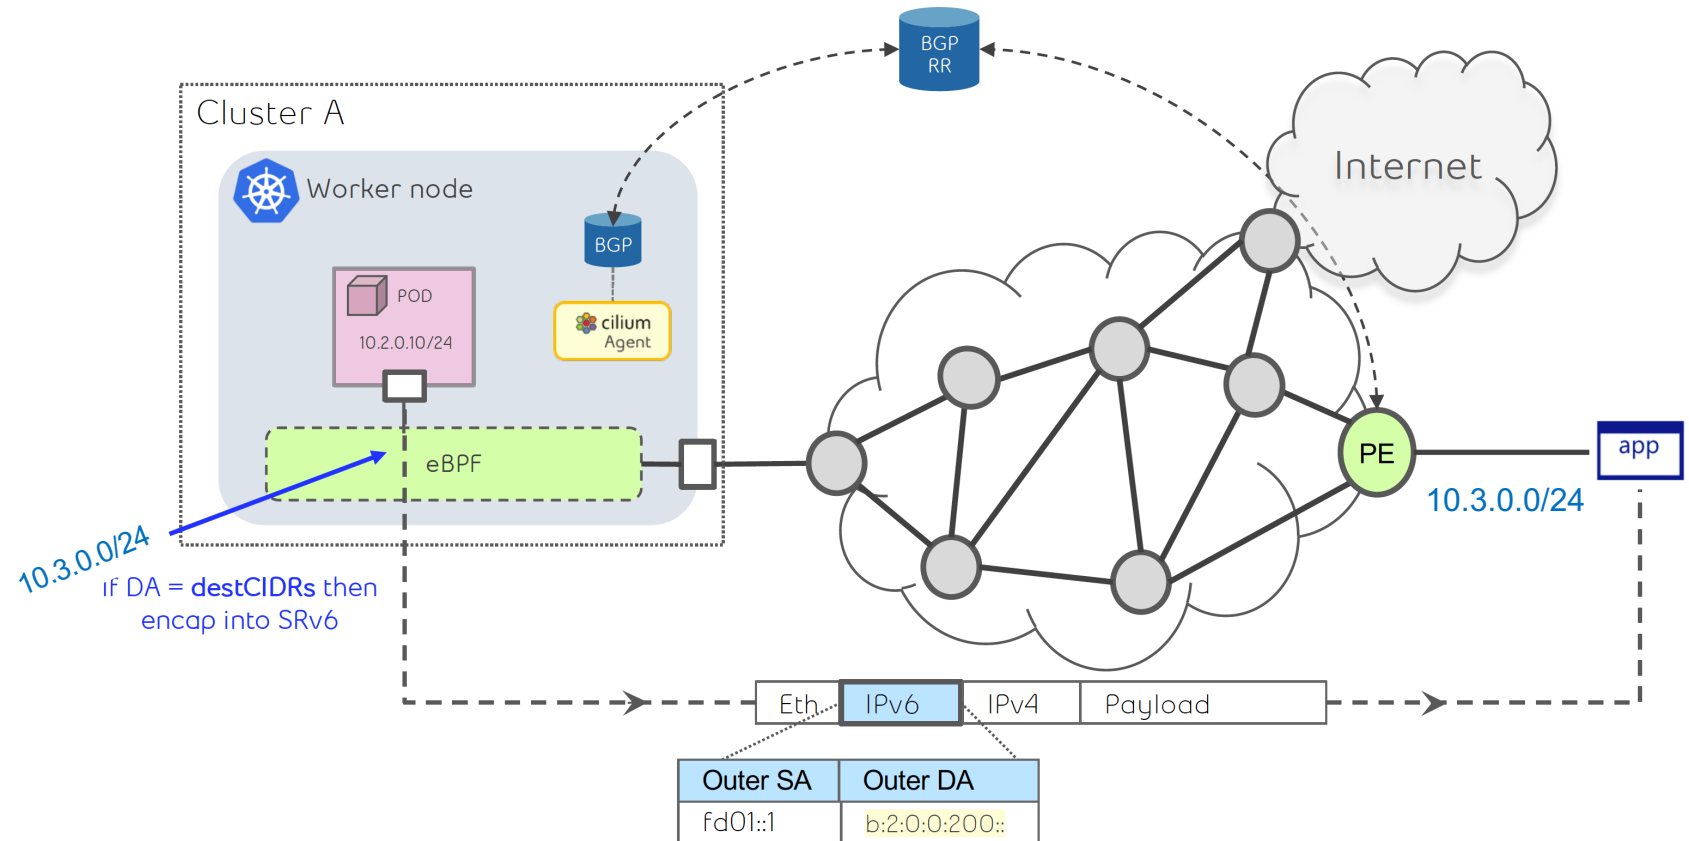 BGP
RR
Internet
Cluster A
Worker node
BGP
POD
10.2.0.10/24
cilium
Agent
eBPF
PE
app
10.3.0.0/24
10.3.0.0/24
if DA = destCIDRs then
encap into SRv6
Eth
IPv6
IPv4
Payload
Outer SA
Outer DA
fd01::1
b:2:0:0:200::